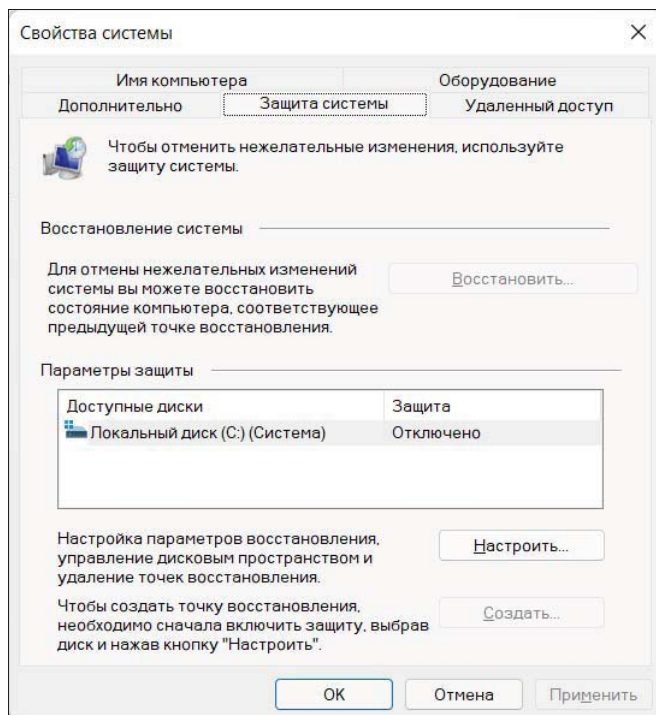 Свойства системы
Имя компьютера
Оборудование
Дополнительно
Защита системы
Удаленный доступ
Чтобы отменить нежелательные изменения, используйте
защиту системы.
Восстановление системы
Для отмены нежелательных изменений
системы вы можете восстановить
состояние компьютера, соответствующее
предыдущей точке восстановления.
Восстановить...
Параметры защиты
Доступные диски
Защита
Локальный диск (C:) (Система)
Отключено
Настройка параметров восстановления,
управление дисковым пространством и
удаление точек восстановления.
Настроить...
Чтобы создать точку восстановления,
необходимо сначала включить защиту, выбрав
диск и нажав кнопку "Настроить".
Создать...
ОК
Отмена
Применить